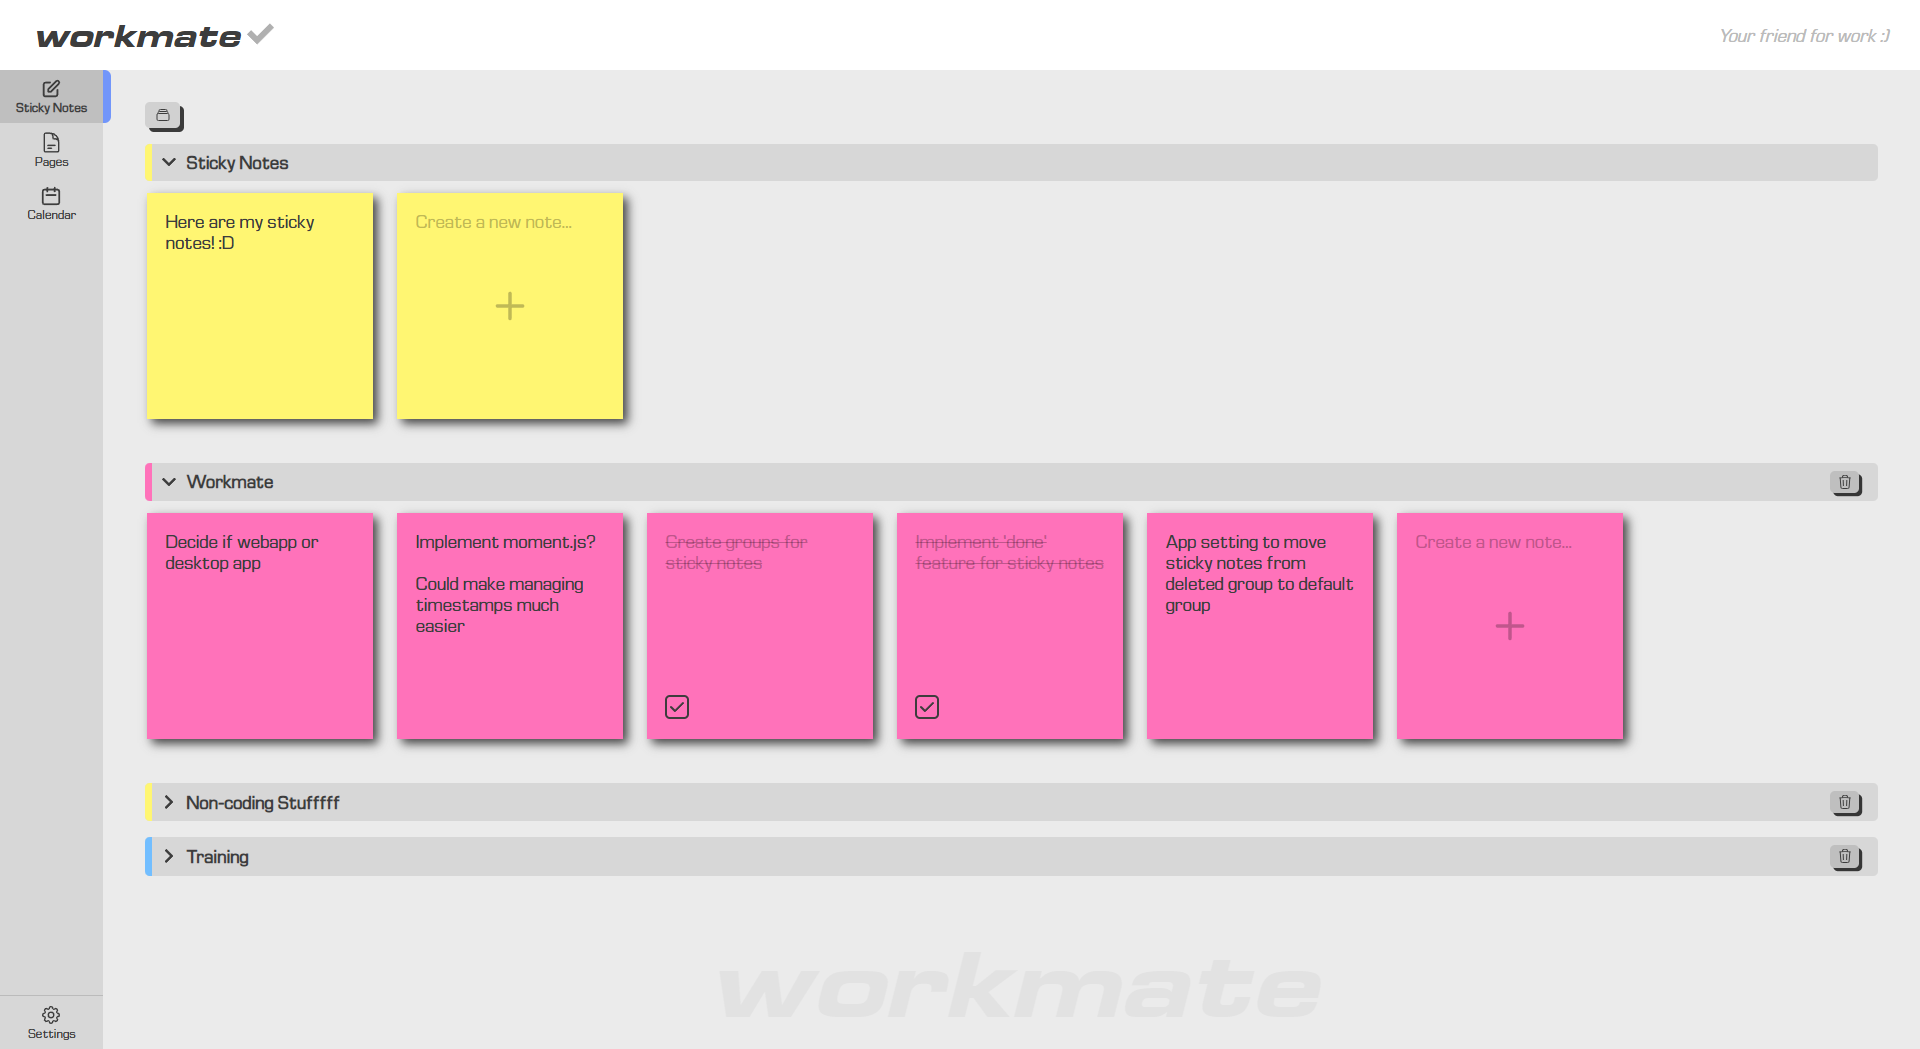 workmate
Your friend for work :)
Sticky Notes
Pages
Calendar
Sticky Notes
Here are my sticky
notes! :D
Create a new note...
Workmate
Decide if webapp or
desktop app
Implement moment.js?
Could make managing
timestamps much
easier
Create groups for
sticky notes
Implement 'done'
feature for sticky notes
App setting to move
sticky notes from
deleted group to default
group
Create a new note...
Non-coding Stufffff
Training
workmate
Settings